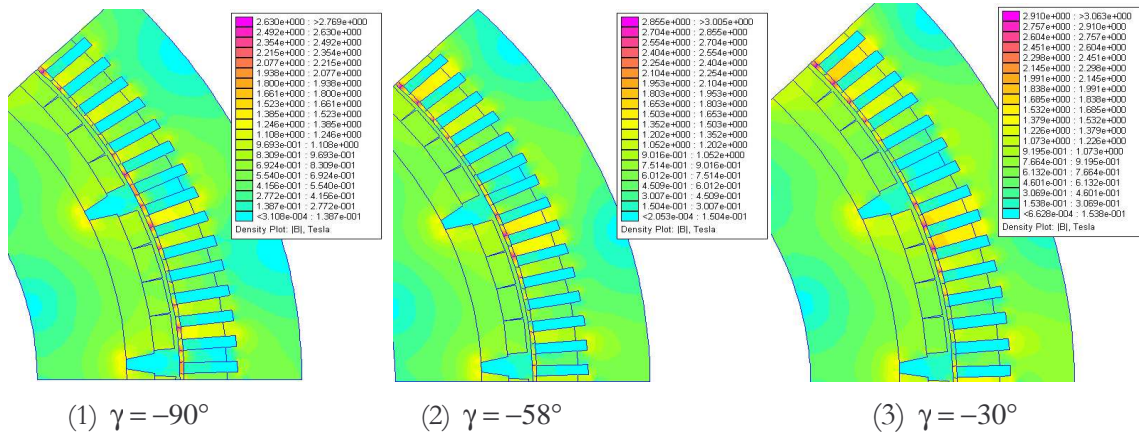 2.630e+000 : >2.769e+000
2.492e+000 : 2.630e+000
2.354e+000 : 2.492e+000
2.215e+000 : 2.354e+000
2.077e+000 : 2.215e+000
1.938e+000 : 2.077e+000
1.800e+000 : 1.938e+000
1.661e+000 : 1.800e+000
1.523e+000 : 1.661e+000
1.385e+000 : 1.523e+000
1.246e+000 : 1.385e+000
1.108e+000 : 1.246e+000
9.693e-001 : 1.108e+000
8.309e-001 : 9.693e-001
6.924e-001 : 8.309e-001
5.540e-001 : 6.924e-001
4.156e-001 : 5.540e-001
2.772e-001 : 4.156e-001
1.387e-001 : 2.772e-001
<3.108e-004 : 1.387e-001
Density Plot: |B|, Tesla
2.855e+000 : >3.005e+000
2.704e+000 : 2.855e+000
2.554e+000 : 2.704e+000
2.404e+000 : 2.554e+000
2.254e+000 : 2.404e+000
2.104e+000 : 2.254e+000
1.953e+000 : 2.104e+000
1.803e+000 : 1.953e+000
1.653e+000 : 1.803e+000
1.503e+000 : 1.653e+000
1.352e+000 : 1.503e+000
1.202e+000 : 1.352e+000
1.052e+000 : 1.202e+000
9.016e-001 : 1.052e+000
7.514e-001 : 9.016e-001
6.012e-001 : 7.514e-001
4.509e-001 : 6.012e-001
3.007e-001 : 4.509e-001
1.504e-001 : 3.007e-001
<2.053e-004 : 1.504e-001
Density Plot: |B|, Tesla
2.910e+000 : >3.063e+000
2.757e+000 : 2.910e+000
2.604e+000 : 2.757e+000
2.451e+000 : 2.604e+000
2.298e+000 : 2.451e+000
2.145e+000 : 2.298e+000
1.991e+000 : 2.145e+000
1.838e+000 : 1.991e+000
1.685e+000 : 1.838e+000
1.532e+000 : 1.685e+000
1.379e+000 : 1.532e+000
1.226e+000 : 1.379e+000
1.073e+000 : 1.226e+000
9.195e-001 : 1.073e+000
7.664e-001 : 9.195e-001
6.132e-001 : 7.664e-001
4.601e-001 : 6.132e-001
3.069e-001 : 4.601e-001
1.538e-001 : 3.069e-001
<6.628e-004 : 1.538e-001
Density Plot: |B|, Tesla
(1) γ = −90°
(2) γ = −58°
(3) γ = −30°